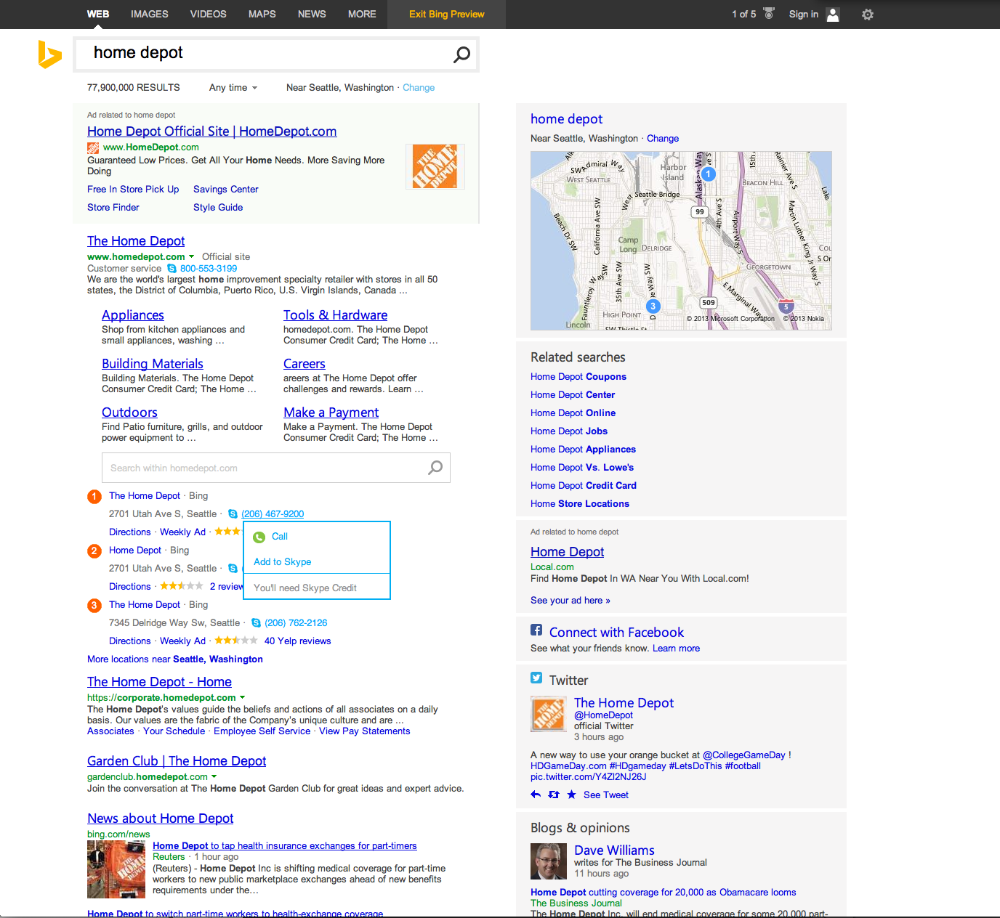 WEB IMAGES VIDEOS MAPS NEWS MORE Exit Bing Preview 1 of 5 Sign in
home depot
77,900,000 RESULTS Any time Near Seattle, Washington · Change
Ad related to home depot
Home Depot Official Site | HomeDepot.com
www.HomeDepot.com
Guaranteed Low Prices. Get All Your Home Needs. More Saving More
Doing
THE HOME DEPOT
Free In Store Pick Up Savings Center
Store Finder Style Guide
The Home Depot
www.homedepot.com Official site
Customer service 800-553-3199
We are the world's largest home improvement specialty retailer with stores in all 50
states, the District of Columbia, Puerto Rico, U.S. Virgin Islands, Canada ...
Appliances
Shop from kitchen appliances and
small appliances, washing ...
Tools & Hardware
homedepot.com. The Home Depot
Consumer Credit Card; The Home ...
Building Materials
Building Materials. The Home Depot
Consumer Credit Card; The Home ...
Careers
areers at The Home Depot offer
challenges and rewards. Learn ...
Outdoors
Find Patio furniture, grills, and outdoor
power equipment to ...
Make a Payment
Make a Payment. The Home Depot
Consumer Credit Card; The Home ...
Search within homedepot.com
1 The Home Depot · Bing
2701 Utah Ave S, Seattle · (206) 467-9200
Directions · Weekly Ad ·
Call
Add to Skype
You'll need Skype Credit
2 Home Depot · Bing
2701 Utah Ave S, Seattle ·
Directions · 2 review
3 The Home Depot · Bing
7345 Delridge Way Sw, Seattle · (206) 762-2126
Directions · Weekly Ad · 40 Yelp reviews
More locations near Seattle, Washington
The Home Depot - Home
https://corporate.homedepot.com
The Home Depot's values guide the beliefs and actions of all associates on a daily
basis. Our values are the fabric of the Company's unique culture and are ...
Associates · Your Schedule · Employee Self Service · View Pay Statements
Garden Club | The Home Depot
gardenclub.homedepot.com
Join the conversation at The Home Depot Garden Club for great ideas and expert advice.
News about Home Depot
bing.com/news
Home Depot to tap health insurance exchanges for part-timers
Reuters · 1 hour ago
(Reuters) - Home Depot Inc is shifting medical coverage for part-time
workers to new public marketplace exchanges ahead of new benefits
requirements under the...
Home Depot to switch part-time workers to health-exchange coverage
home depot
Near Seattle, Washington · Change
Admiral Way
Harbor
Island
WEST SEATTLE
Seattle Bridge
Alaskan Way
1
15th
Rainier Ave S
BEACON HILL
Lake
99
4th Ave S
Airport Way S
Martin Luther King Jr Way S
Beach Dr SW
California Ave SW
Camp
Long
DELRIDGE
GEORGETOWN
Fauntleroy Way SW
35th Ave SW
3
HIGH POINT
509
E Marginal Way
5
Lincoln
SW Thistle St
© 2013 Microsoft Corporation © 2013 Nokia
Related searches
Home Depot Coupons
Home Depot Center
Home Depot Online
Home Depot Jobs
Home Depot Appliances
Home Depot Vs. Lowe's
Home Depot Credit Card
Home Store Locations
Ad related to home depot
Home Depot
Local.com
Find Home Depot In WA Near You With Local.com!
See your ad here »
Connect with Facebook
See what your friends know. Learn more
Twitter
The Home Depot
@HomeDepot
official Twitter
3 hours ago
A new way to use your orange bucket at @CollegeGameDay !
HDGameDay.com #HDgameday #LetsDoThis #football
pic.twitter.com/Y4ZI2NJ26J
See Tweet
Blogs & opinions
Dave Williams
writes for The Business Journal
11 hours ago
Home Depot cutting coverage for 20,000 as Obamacare looms
The Business Journal
The Home Depot Inc. will end medical coverage for some 20,000 part-